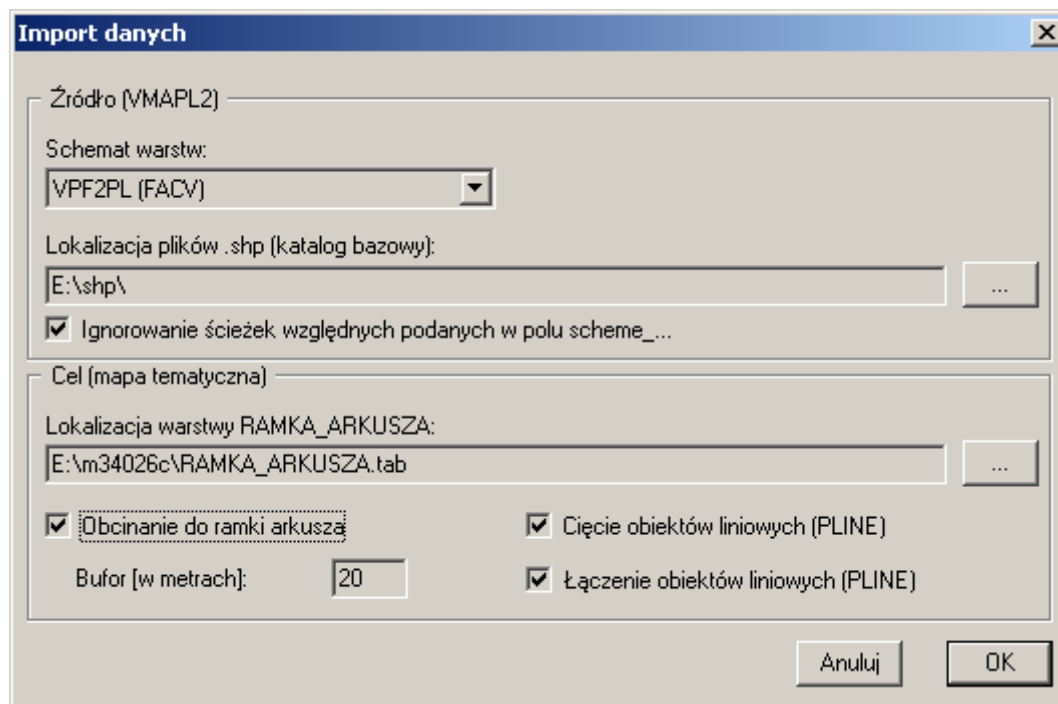 Import danych
Źródło (VMAPL2)
Schemat warstw:
VPF2PL (FACV)
Lokalizacja plików .shp (katalog bazowy):
E:\shp\
...
Ignorowanie ścieżek względnych podanych w polu scheme_...
Cel (mapa tematyczna)
Lokalizacja warstwy RAMKA_ARKUSZA:
E:\m34026c\RAMKA_ARKUSZA.tab
...
Obcinanie do ramki arkusza
Cięcie obiektów liniowych (PLINE)
Bufor [w metrach]:
20
Łączenie obiektów liniowych (PLINE)
Anuluj
OK